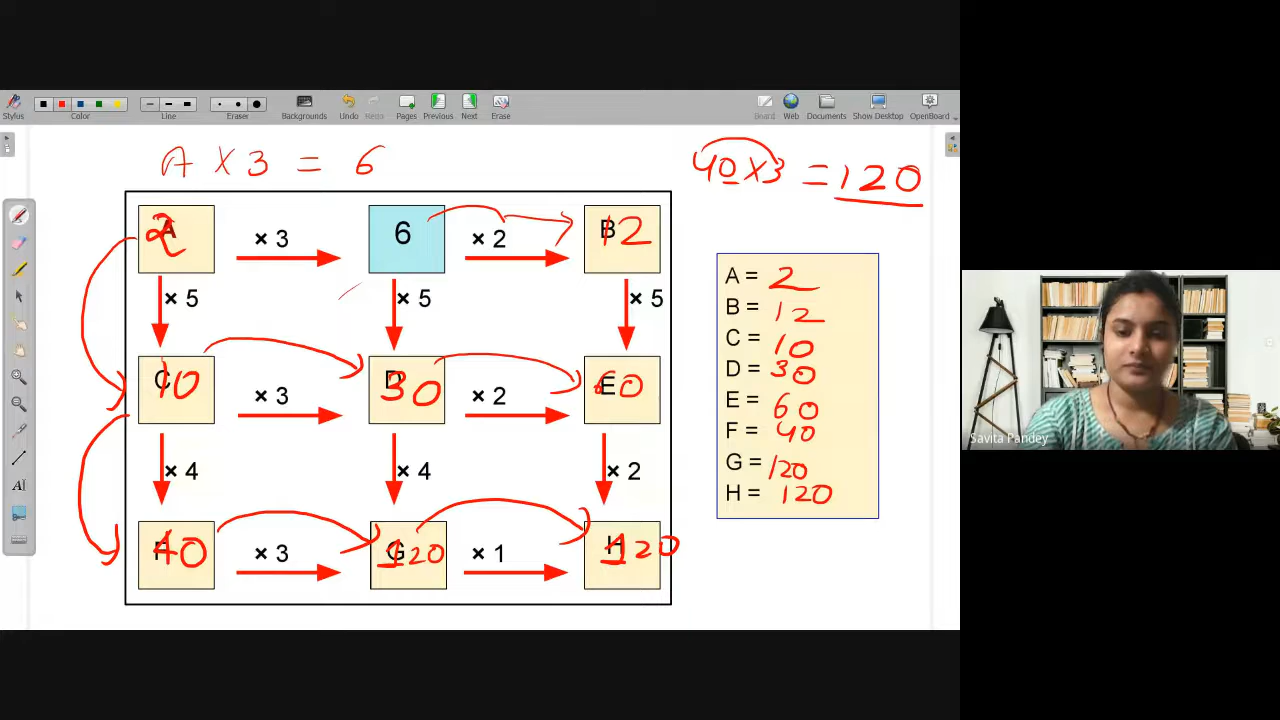 Stylus Color Line Eraser Backgrounds Undo Redo Pages Previous Next Erase Board Web Documents Show Desktop OpenBoard
A X 3 = 6
40 X 3 = 120
A 2 × 3 6 × 2 B 12
× 5 × 5 × 5
C 10 × 3 D 30 × 2 E 60
× 4 × 4 × 2
F 40 × 3 G 120 × 1 H 120
A = 2
B = 12
C = 10
D = 30
E = 60
F = 40
G = 120
H = 120
Savita Pandey